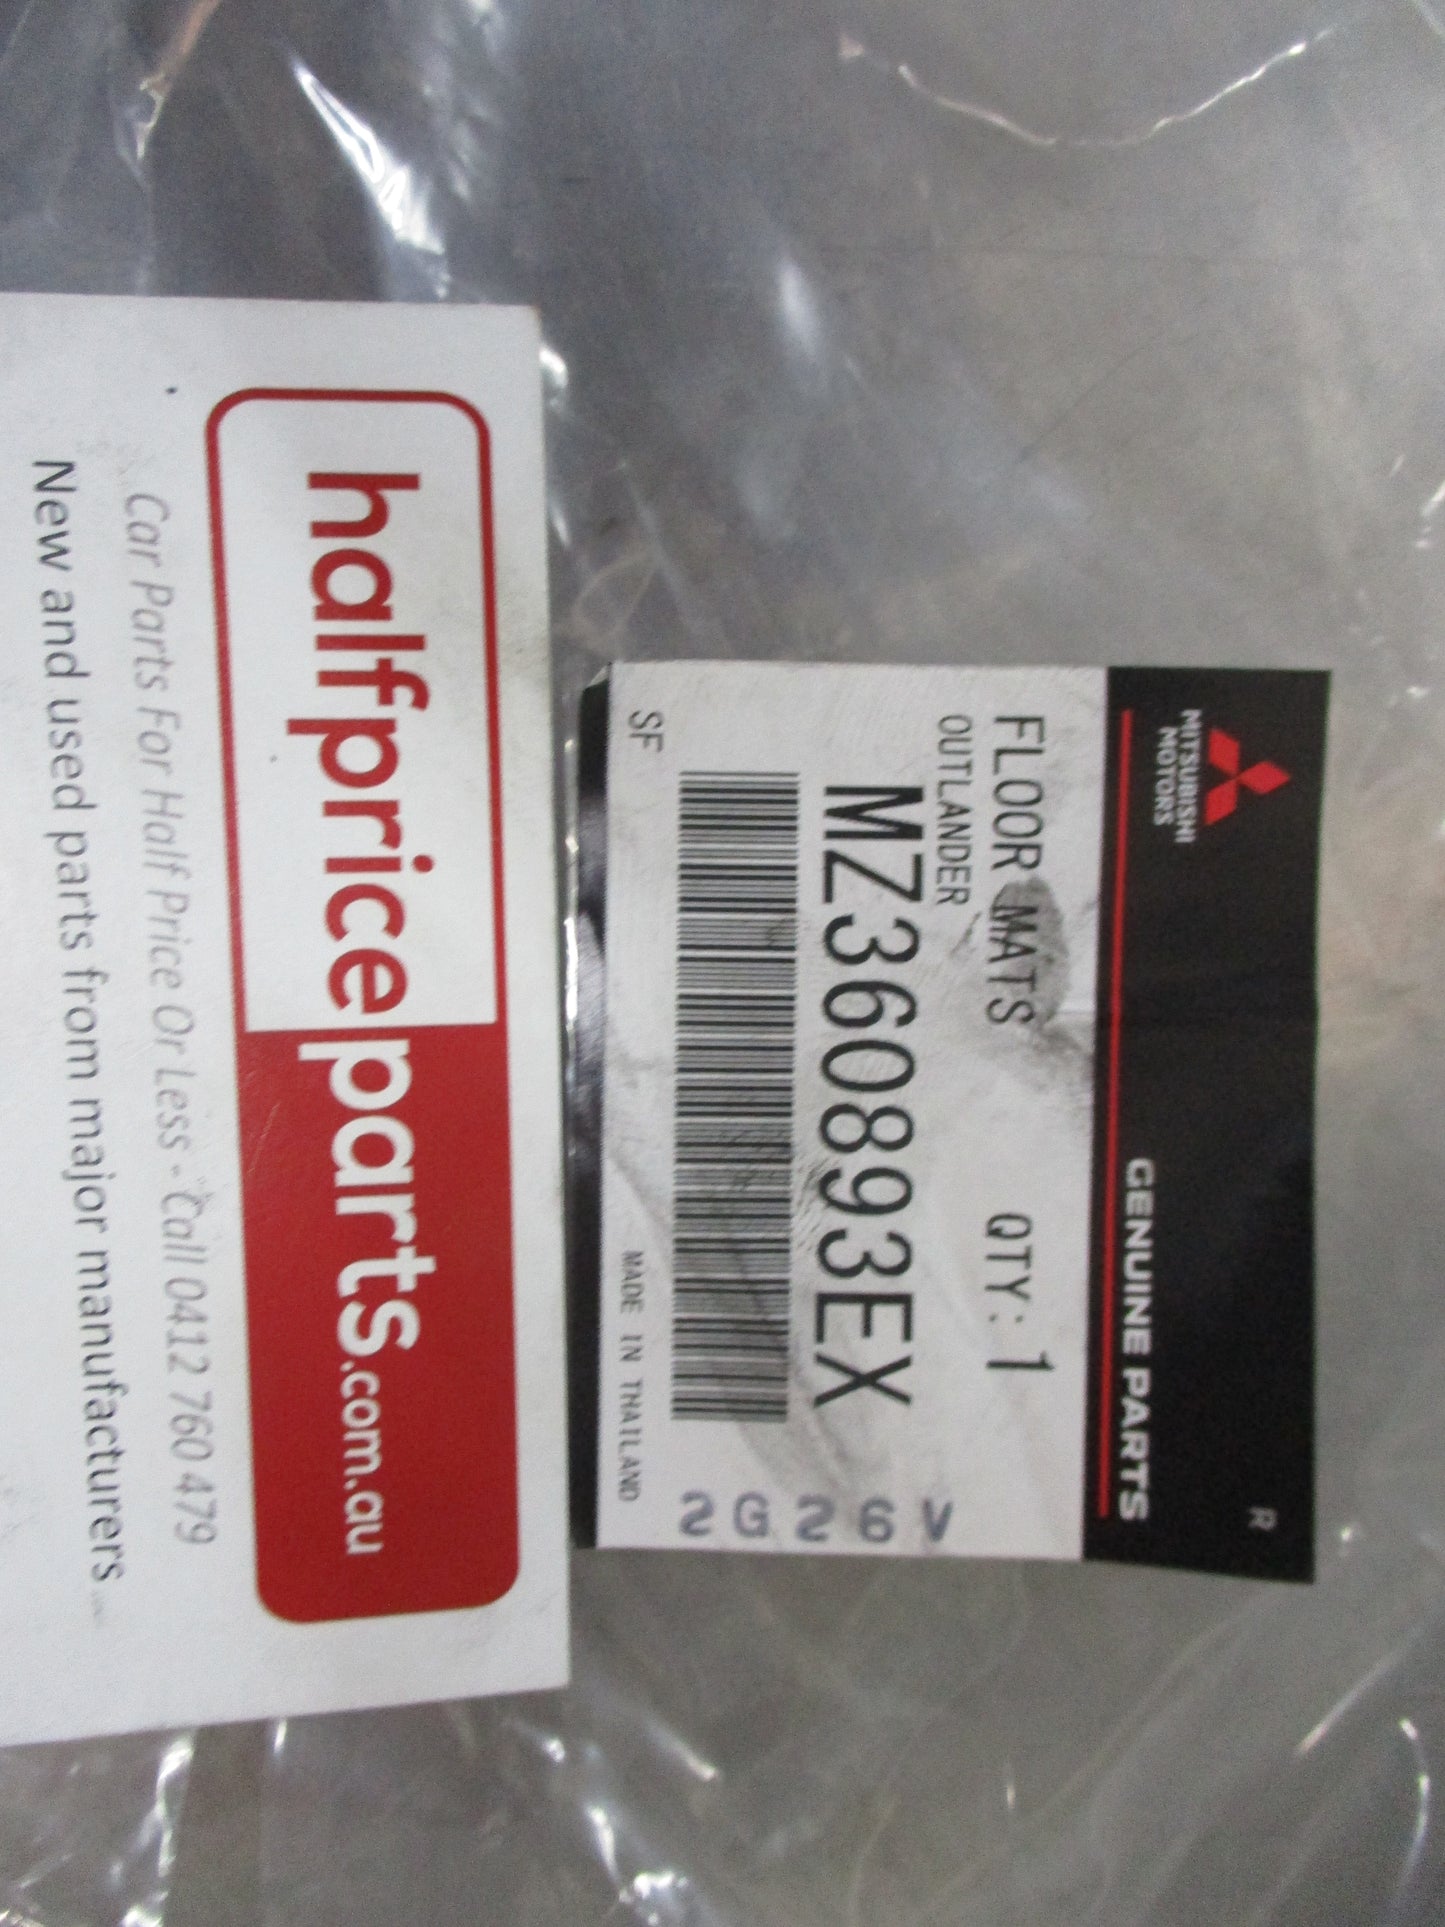 MITSUBISHI
MOTORS
GENUINE PARTS
R
FLOOR MATS QTY: 1
OUTLANDER
MZ360893EX
SF
MADE IN THAILAND
2G26V
halfpriceparts.com.au
Car Parts For Half Price Or Less - Call 0412 760 479
New and used parts from major manufacturers